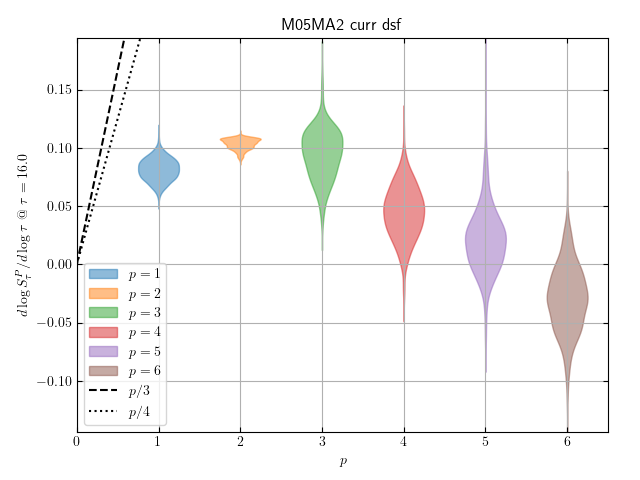 M05MA2 curr dsf
d log S_τ^P / d log τ @ τ = 16.0
0.15
0.10
0.05
0.00
−0.05
−0.10
p = 1
p = 2
p = 3
p = 4
p = 5
p = 6
p/3
p/4
0 1 2 3 4 5 6
p